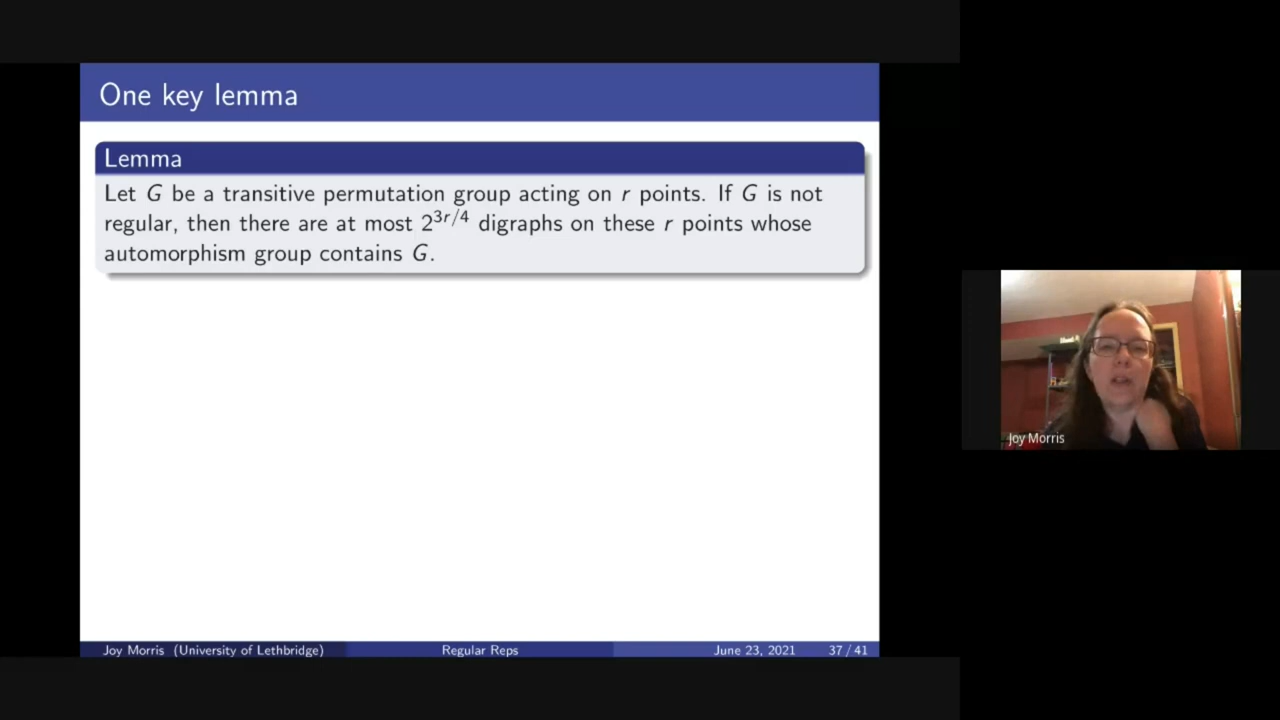 One key lemma
Lemma
Let G be a transitive permutation group acting on r points. If G is not
regular, then there are at most 2^{3r/4} digraphs on these r points whose
automorphism group contains G.
Joy Morris
Joy Morris (University of Lethbridge) Regular Reps June 23, 2021 37 / 41